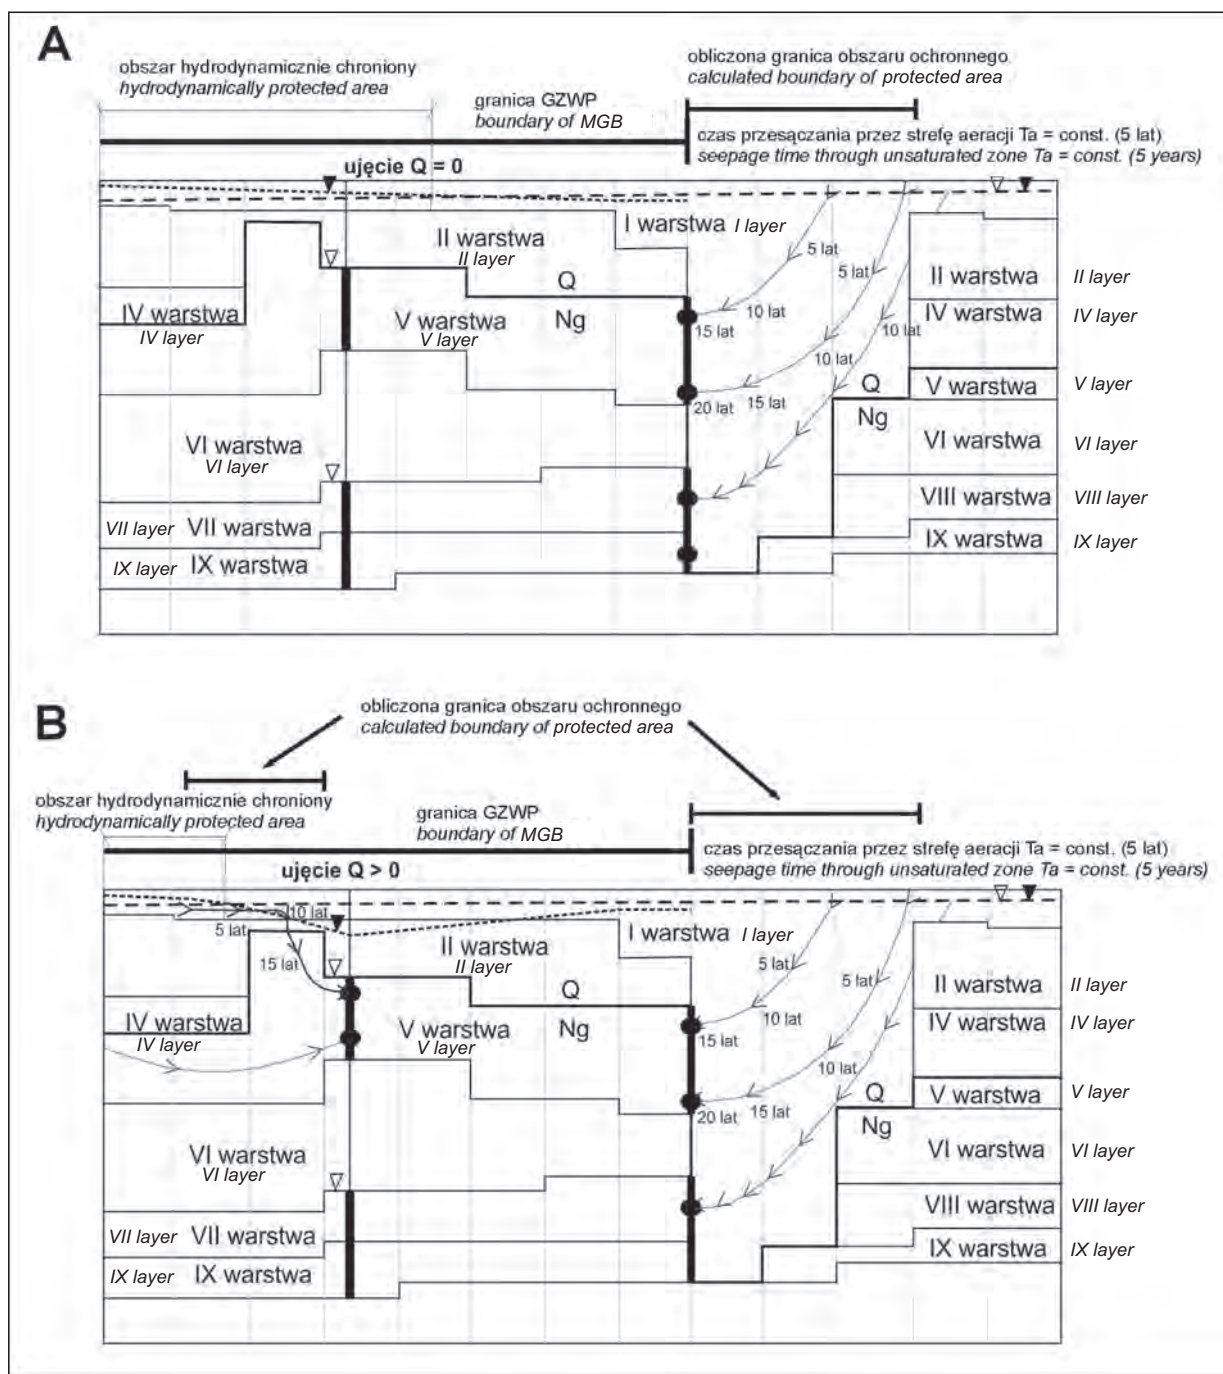 A
obszar hydrodynamicznie chroniony
hydrodynamically protected area
obliczona granica obszaru ochronnego
calculated boundary of protected area
granica GZWP
boundary of MGB
czas przesączania przez strefę aeracji Ta = const. (5 lat)
seepage time through unsaturated zone Ta = const. (5 years)
ujęcie Q = 0
I warstwa I layer
II warstwa
II layer
5 lat
5 lat
Q
II warstwa II layer
IV warstwa
IV layer
V warstwa
V layer
Ng
10 lat
15 lat
10 lat
IV warstwa IV layer
10 lat
20 lat
15 lat
Q
V warstwa V layer
Ng
VI warstwa
VI layer
VI warstwa VI layer
VIII warstwa VIII layer
VII layer VII warstwa
IX layer IX warstwa
IX warstwa IX layer
B
obliczona granica obszaru ochronnego
calculated boundary of protected area
obszar hydrodynamicznie chroniony
hydrodynamically protected area
granica GZWP
boundary of MGB
czas przesączania przez strefę aeracji Ta = const. (5 lat)
seepage time through unsaturated zone Ta = const. (5 years)
ujęcie Q > 0
10 lat
5 lat
15 lat
I warstwa I layer
II warstwa
II layer
5 lat
5 lat
Q
II warstwa II layer
IV warstwa
IV layer
V warstwa
V layer
Ng
10 lat
15 lat
IV warstwa IV layer
10 lat
20 lat
15 lat
Q
V warstwa V layer
Ng
VI warstwa
VI layer
VI warstwa VI layer
VIII warstwa VIII layer
VII layer VII warstwa
IX layer IX warstwa
IX warstwa IX layer